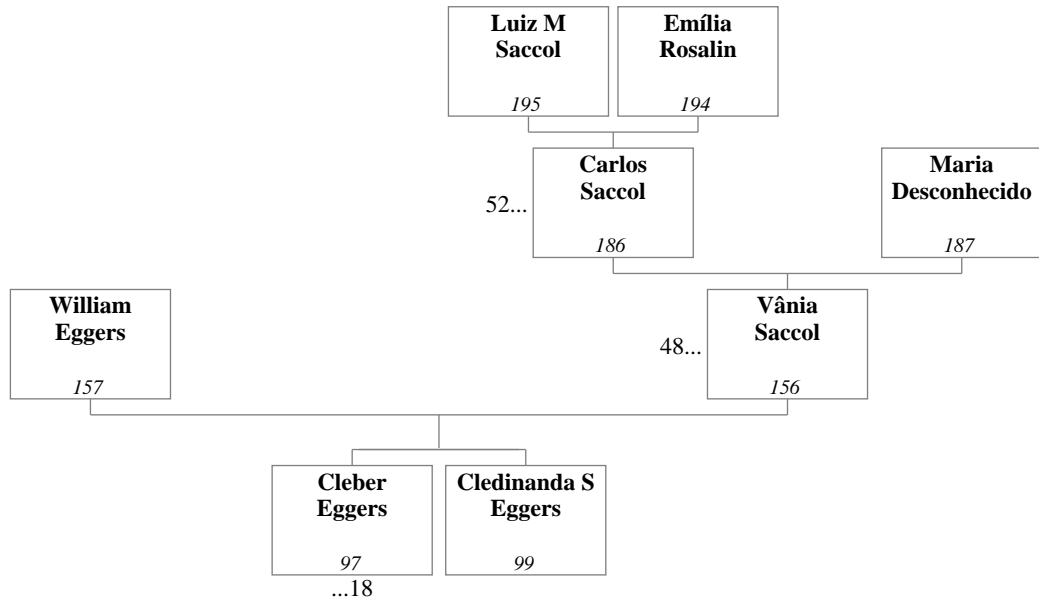 Luiz M
Saccol
195
Emília
Rosalin
194
52...
Carlos
Saccol
186
Maria
Desconhecido
187
William
Eggers
157
48...
Vânia
Saccol
156
Cleber
Eggers
97
...18
Cledinanda S
Eggers
99